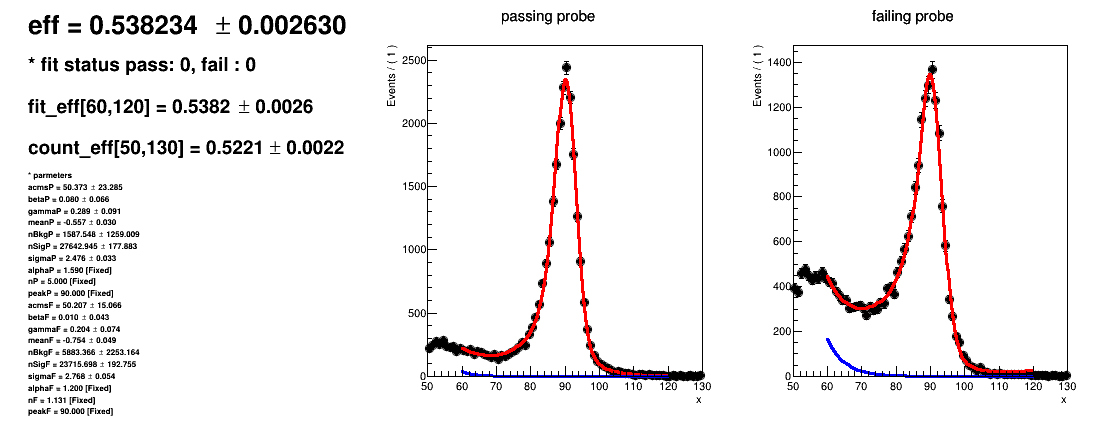 eff = 0.538234 ± 0.002630
* fit status pass: 0, fail : 0
fit_eff[60,120] = 0.5382 ± 0.0026
count_eff[50,130] = 0.5221 ± 0.0022
* parmeters
acmsP = 50.373 ± 23.285
betaP = 0.080 ± 0.066
gammaP = 0.289 ± 0.091
meanP = -0.557 ± 0.030
nBkgP = 1587.548 ± 1259.009
nSigP = 27642.945 ± 177.883
sigmaP = 2.476 ± 0.033
alphaP = 1.590 [Fixed]
nP = 5.000 [Fixed]
peakP = 90.000 [Fixed]
acmsF = 50.207 ± 15.066
betaF = 0.010 ± 0.043
gammaF = 0.204 ± 0.074
meanF = -0.754 ± 0.049
nBkgF = 5883.366 ± 2253.164
nSigF = 23715.698 ± 192.755
sigmaF = 2.768 ± 0.054
alphaF = 1.200 [Fixed]
nF = 1.131 [Fixed]
peakF = 90.000 [Fixed]
passing probe
Events / ( 1 )
2500
2000
1500
1000
500
0
50 60 70 80 90 100 110 120 130
x
failing probe
Events / ( 1 )
1400
1200
1000
800
600
400
200
0
50 60 70 80 90 100 110 120 130
x